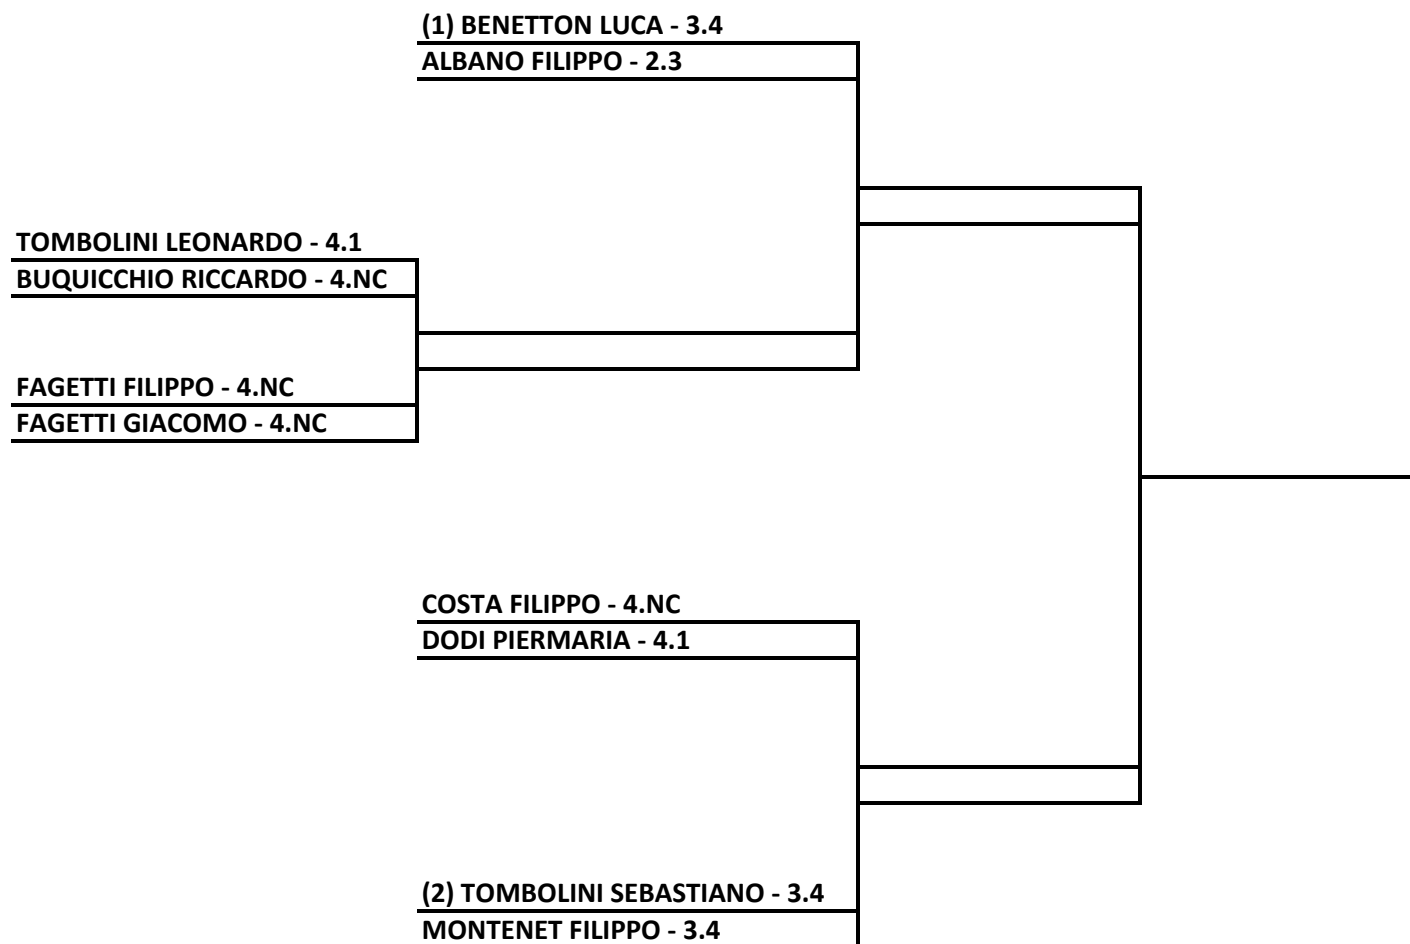 (1) BENETTON LUCA - 3.4
ALBANO FILIPPO - 2.3
TOMBOLINI LEONARDO - 4.1
BUQUICCHIO RICCARDO - 4.NC
FAGETTI FILIPPO - 4.NC
FAGETTI GIACOMO - 4.NC
COSTA FILIPPO - 4.NC
DODI PIERMARIA - 4.1
(2) TOMBOLINI SEBASTIANO - 3.4
MONTENET FILIPPO - 3.4